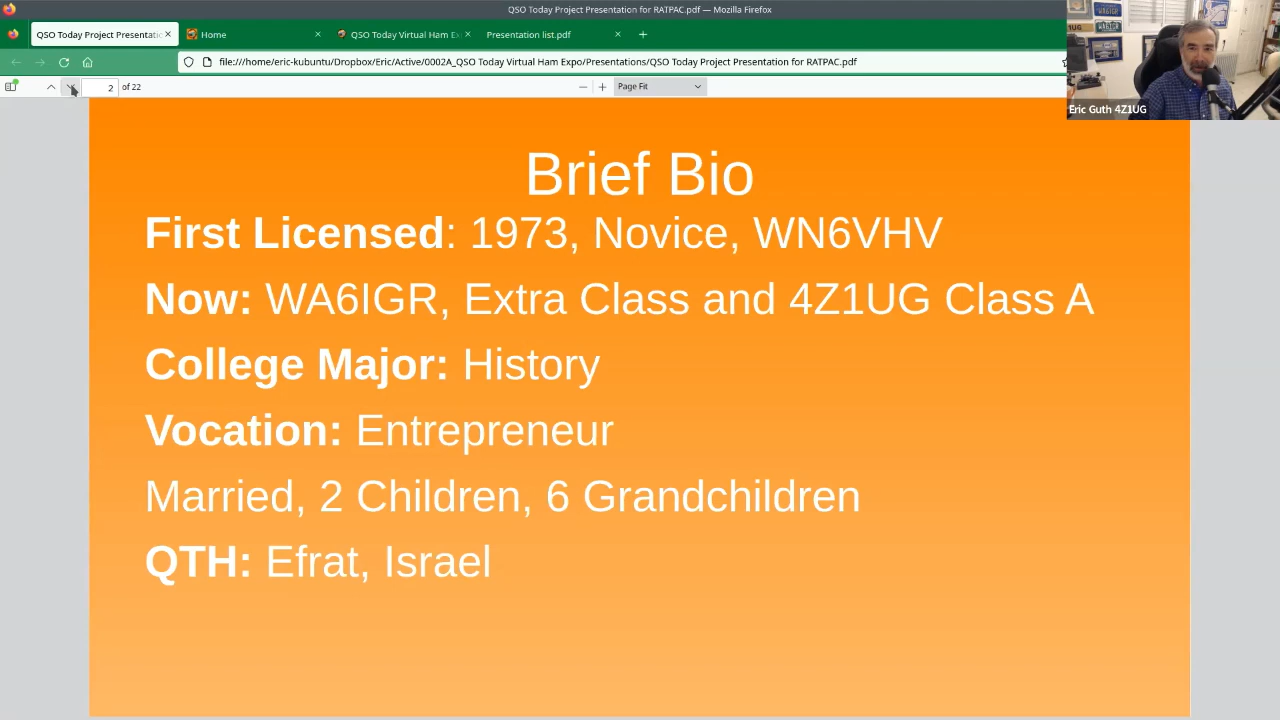 QSO Today Project Presentation for RATPAC.pdf — Mozilla Firefox
QSO Today Project Presentatic
Home
QSO Today Virtual Ham Ex
Presentation list.pdf
file:///home/eric-kubuntu/Dropbox/Eric/Active/0002A_QSO Today Virtual Ham Expo/Presentations/QSO Today Project Presentation for RATPAC.pdf
2 of 22
Page Fit
Eric Guth 4Z1UG
Brief Bio
First Licensed: 1973, Novice, WN6VHV
Now: WA6IGR, Extra Class and 4Z1UG Class A
College Major: History
Vocation: Entrepreneur
Married, 2 Children, 6 Grandchildren
QTH: Efrat, Israel